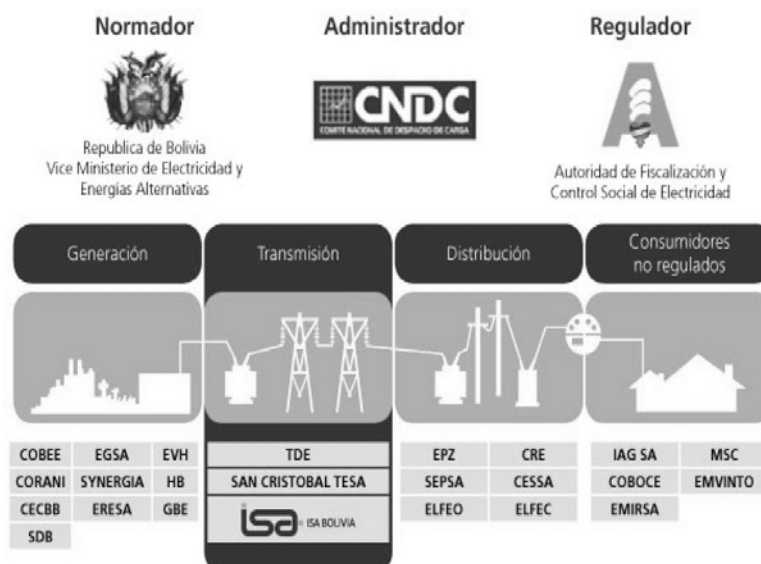 Normador
Administrador
Regulador
CNDC
COMITÉ NACIONAL DE DESPACHO DE CARGA
Republica de Bolivia
Vice Ministerio de Electricidad y
Energías Alternativas
Autoridad de Fiscalización y
Control Social de Electricidad
Generación
Transmisión
Distribución
Consumidores
no regulados
COBEE EGSA EVH
CORANI SYNERGIA HB
CECBB ERESA GBE
SDB
TDE
SAN CRISTOBAL TESA
isa ISA BOLIVIA
EPZ CRE
SEPSA CESSA
ELFEO ELFEC
IAG SA MSC
COBOCE EMVINTO
EMIRSA